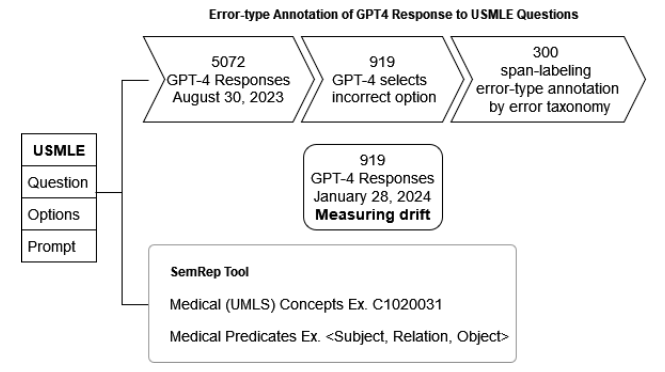 Error-type Annotation of GPT4 Response to USMLE Questions
5072
GPT-4 Responses
August 30, 2023
919
GPT-4 selects
incorrect option
300
span-labeling
error-type annotation
by error taxonomy
USMLE
Question
Options
Prompt
919
GPT-4 Responses
January 28, 2024
Measuring drift
SemRep Tool
Medical (UMLS) Concepts Ex. C1020031
Medical Predicates Ex. <Subject, Relation, Object>